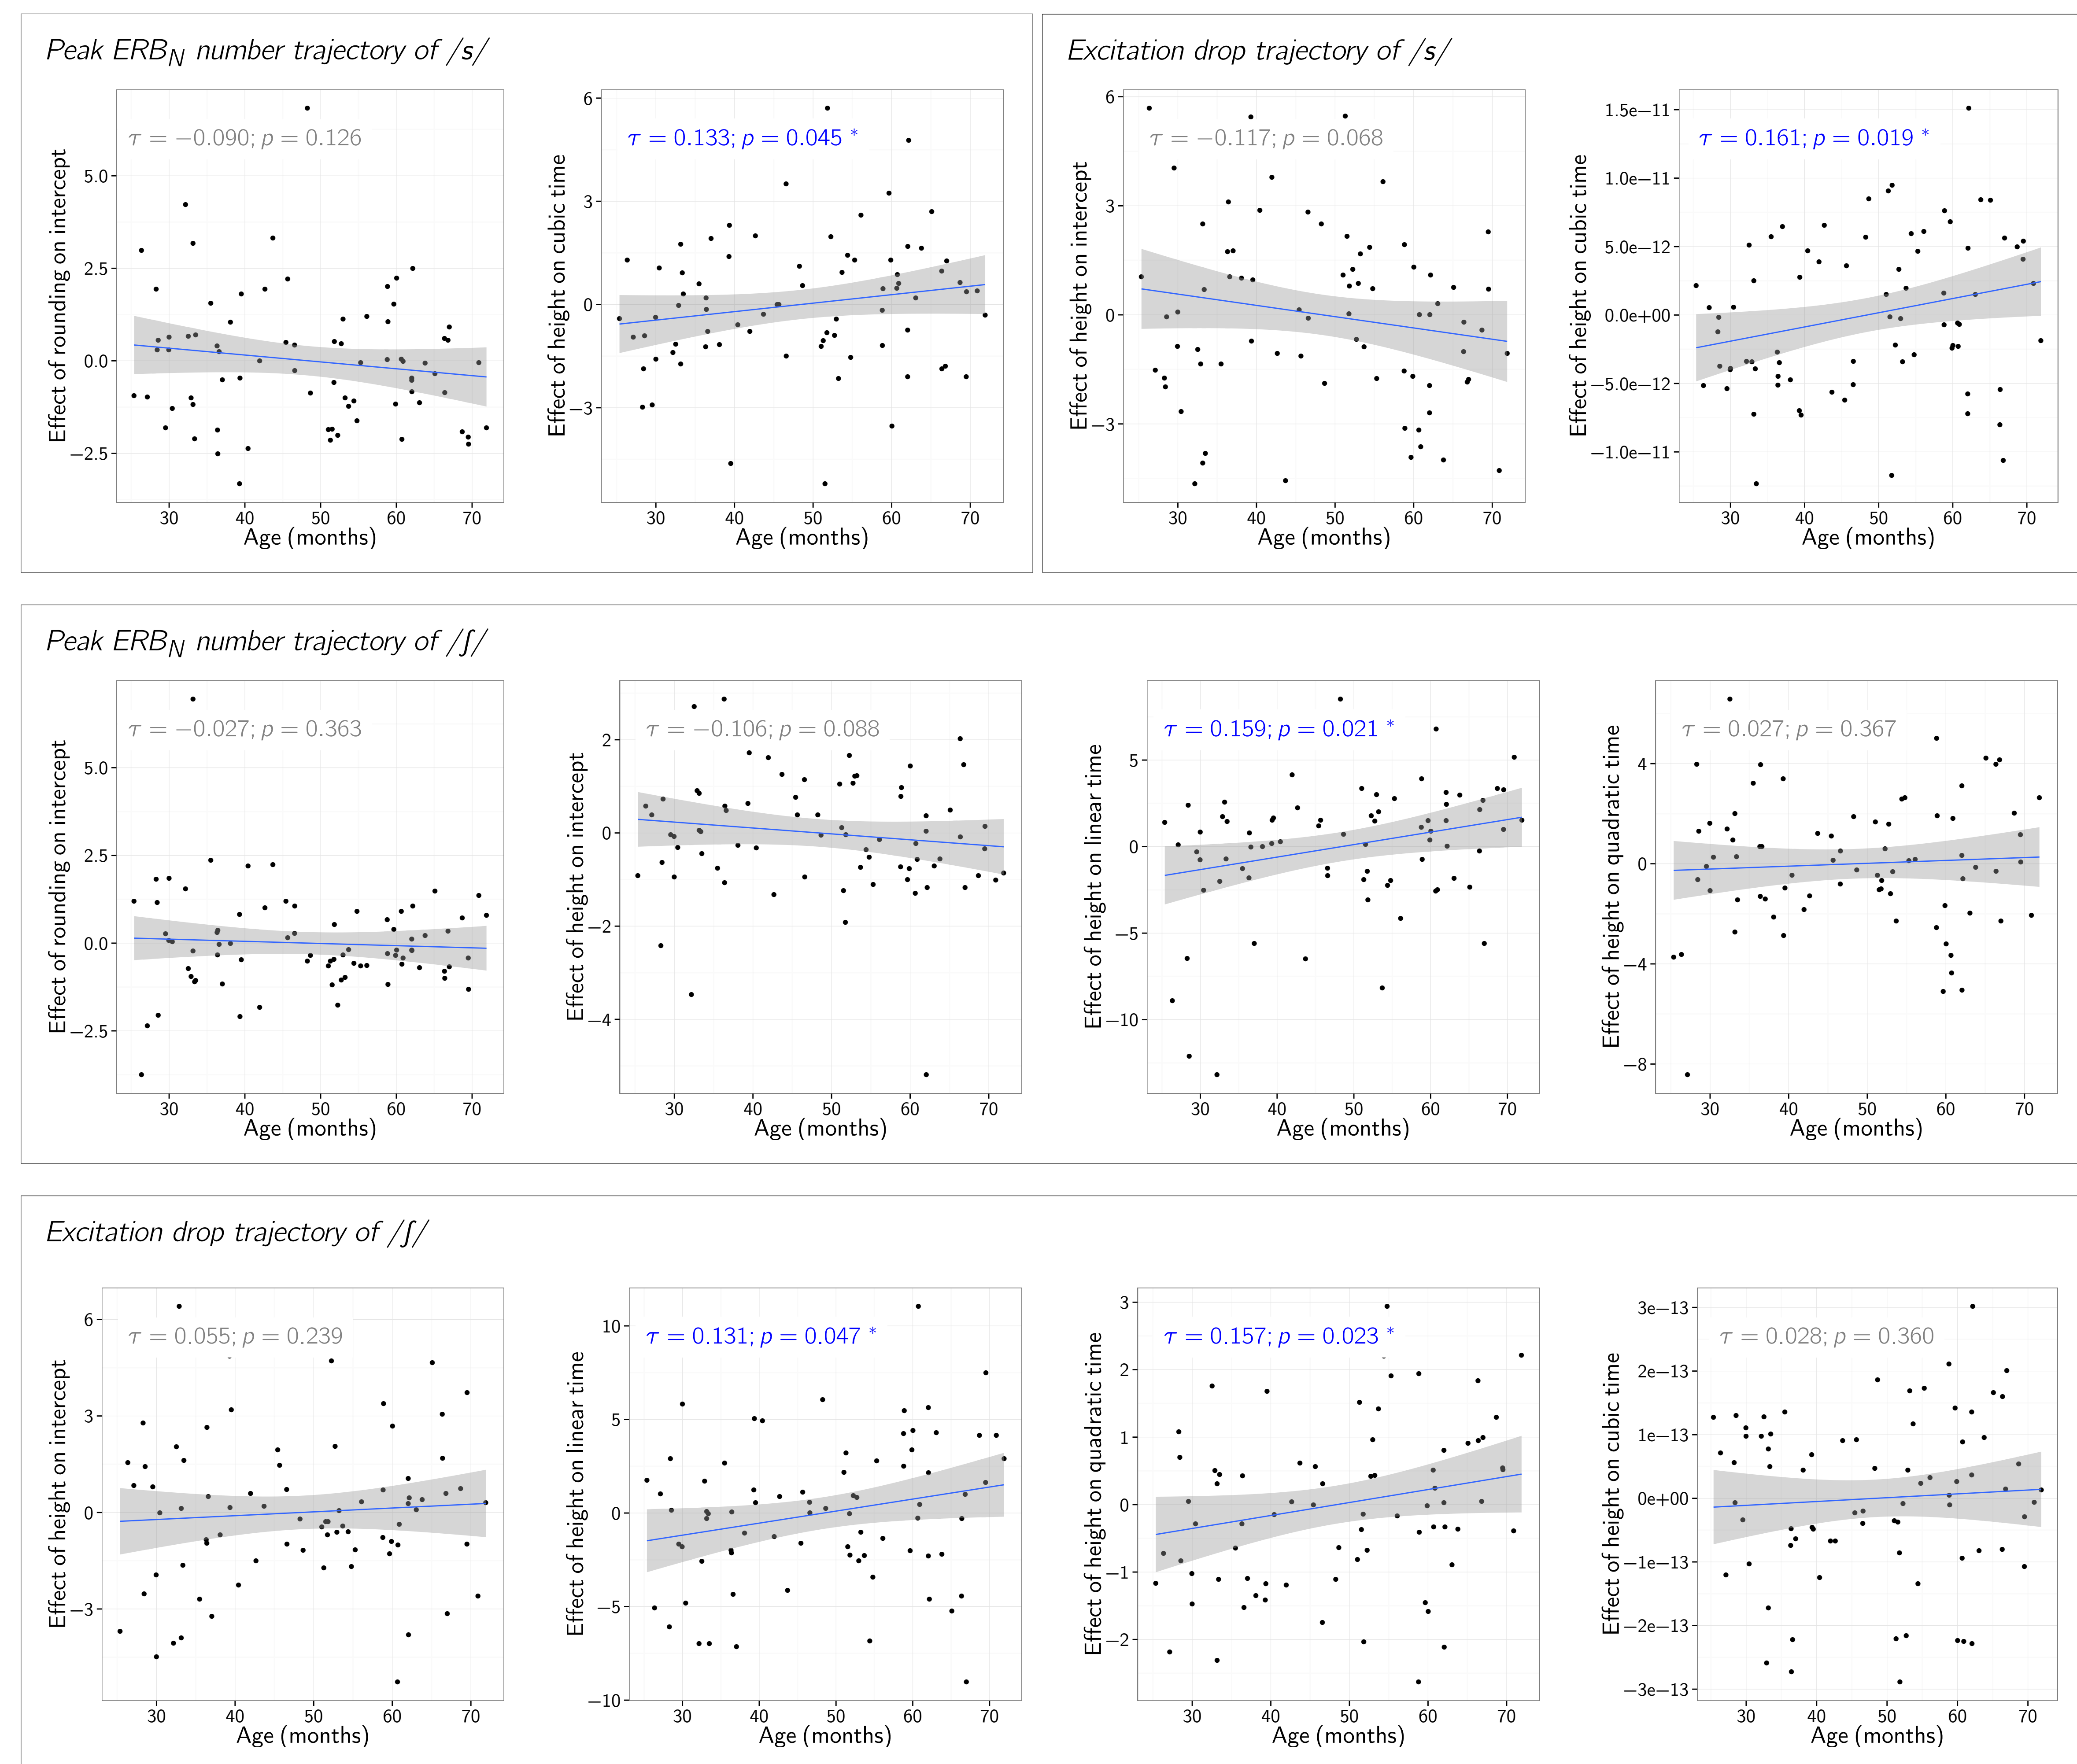 Peak ERB_N number trajectory of /s/
Effect of rounding on intercept
τ = −0.090; p = 0.126
5.0
2.5
0.0
−2.5
30 40 50 60 70
Age (months)
Effect of height on cubic time
τ = 0.133; p = 0.045 *
6
3
0
−3
30 40 50 60 70
Age (months)
Excitation drop trajectory of /s/
Effect of height on intercept
τ = −0.117; p = 0.068
6
3
0
−3
30 40 50 60 70
Age (months)
Effect of height on cubic time
τ = 0.161; p = 0.019 *
1.5e−11
1.0e−11
5.0e−12
0.0e+00
−5.0e−12
−1.0e−11
30 40 50 60 70
Age (months)
Peak ERB_N number trajectory of /ʃ/
Effect of rounding on intercept
τ = −0.027; p = 0.363
5.0
2.5
0.0
−2.5
30 40 50 60 70
Age (months)
Effect of height on intercept
τ = −0.106; p = 0.088
2
0
−2
−4
30 40 50 60 70
Age (months)
Effect of height on linear time
τ = 0.159; p = 0.021 *
5
0
−5
−10
30 40 50 60 70
Age (months)
Effect of height on quadratic time
τ = 0.027; p = 0.367
4
0
−4
−8
30 40 50 60 70
Age (months)
Excitation drop trajectory of /ʃ/
Effect of height on intercept
τ = 0.055; p = 0.239
6
3
0
−3
30 40 50 60 70
Age (months)
Effect of height on linear time
τ = 0.131; p = 0.047 *
10
5
0
−5
−10
30 40 50 60 70
Age (months)
Effect of height on quadratic time
τ = 0.157; p = 0.023 *
3
2
1
0
−1
−2
30 40 50 60 70
Age (months)
Effect of height on cubic time
τ = 0.028; p = 0.360
3e−13
2e−13
1e−13
0e+00
−1e−13
−2e−13
−3e−13
30 40 50 60 70
Age (months)